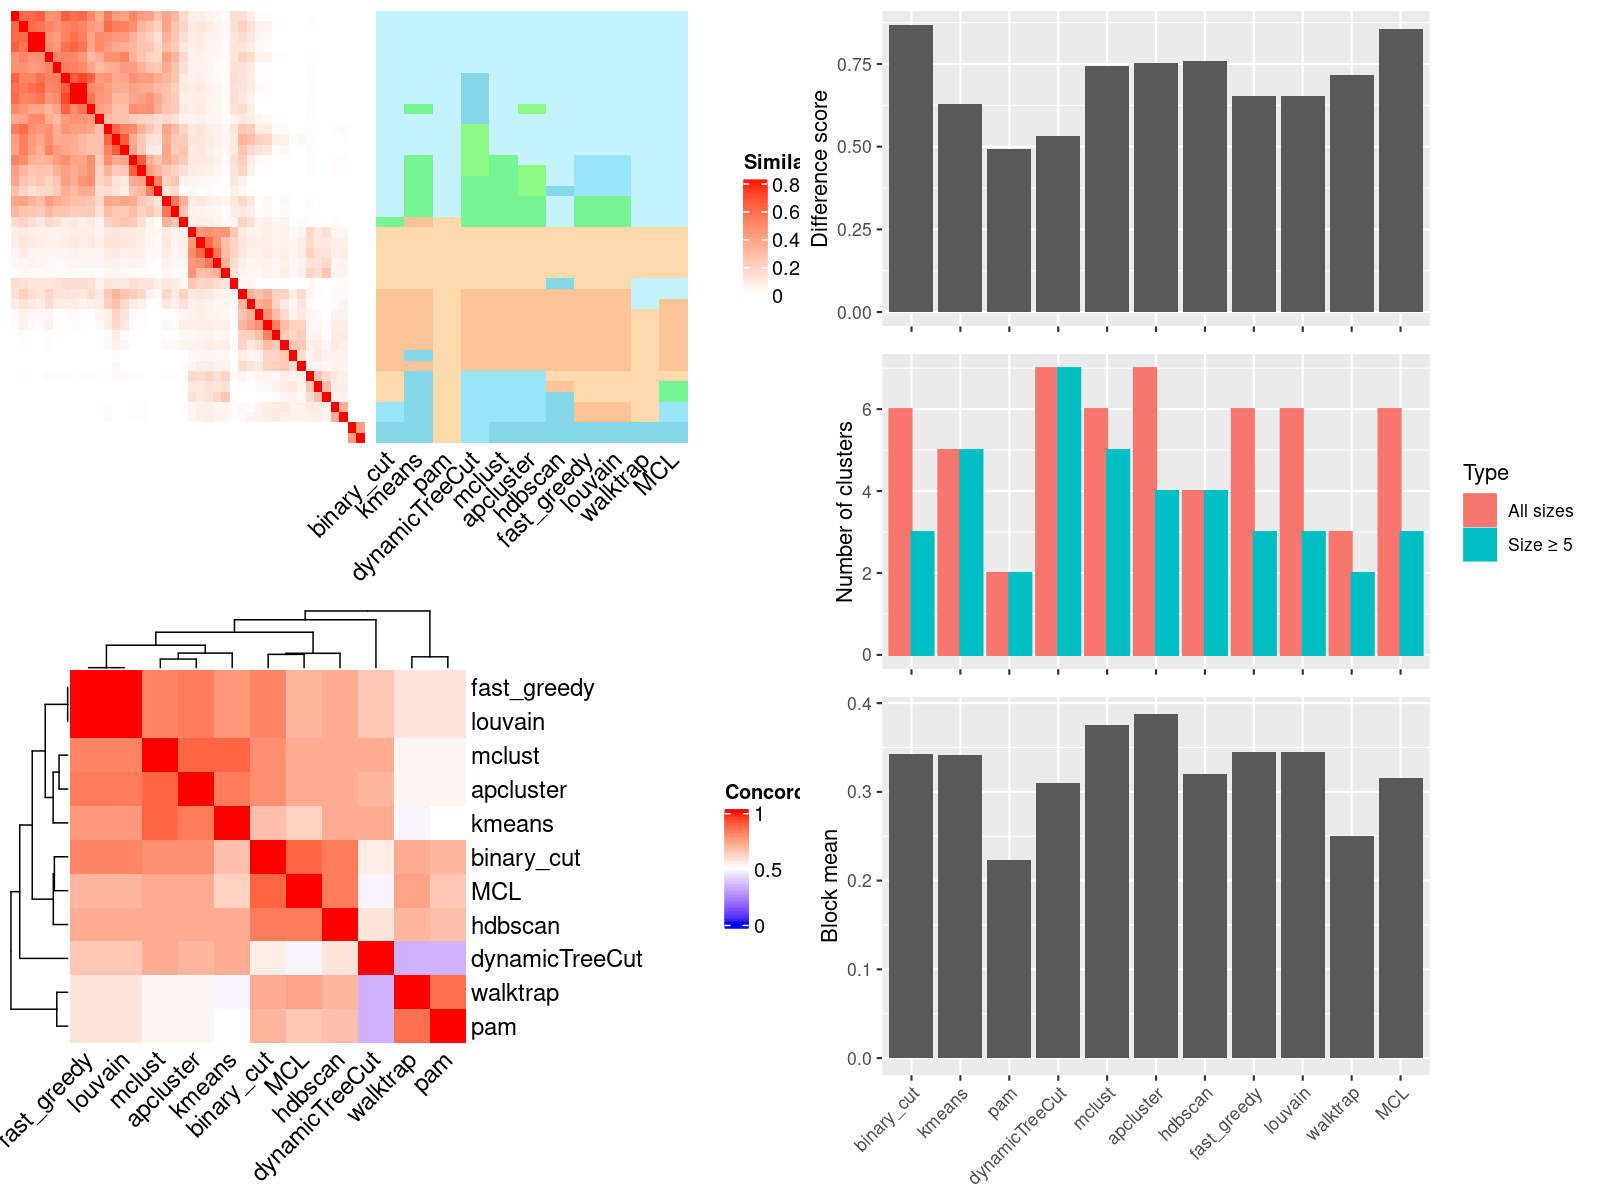 Simila
0.8
0.6
0.4
0.2
0
binary_cut
kmeans
pam
dynamicTreeCut
mclust
apcluster
hdbscan
fast_greedy
louvain
walktrap
MCL
Difference score
0.75
0.50
0.25
0.00
Number of clusters
6
4
2
0
Type
All sizes
Size ≥ 5
Block mean
0.4
0.3
0.2
0.1
0.0
binary_cut
kmeans
pam
dynamicTreeCut
mclust
apcluster
hdbscan
fast_greedy
louvain
walktrap
MCL
fast_greedy
louvain
mclust
apcluster
kmeans
binary_cut
MCL
hdbscan
dynamicTreeCut
walktrap
pam
fast_greedy
louvain
mclust
apcluster
kmeans
binary_cut
MCL
hdbscan
dynamicTreeCut
walktrap
pam
Concord
1
0.5
0